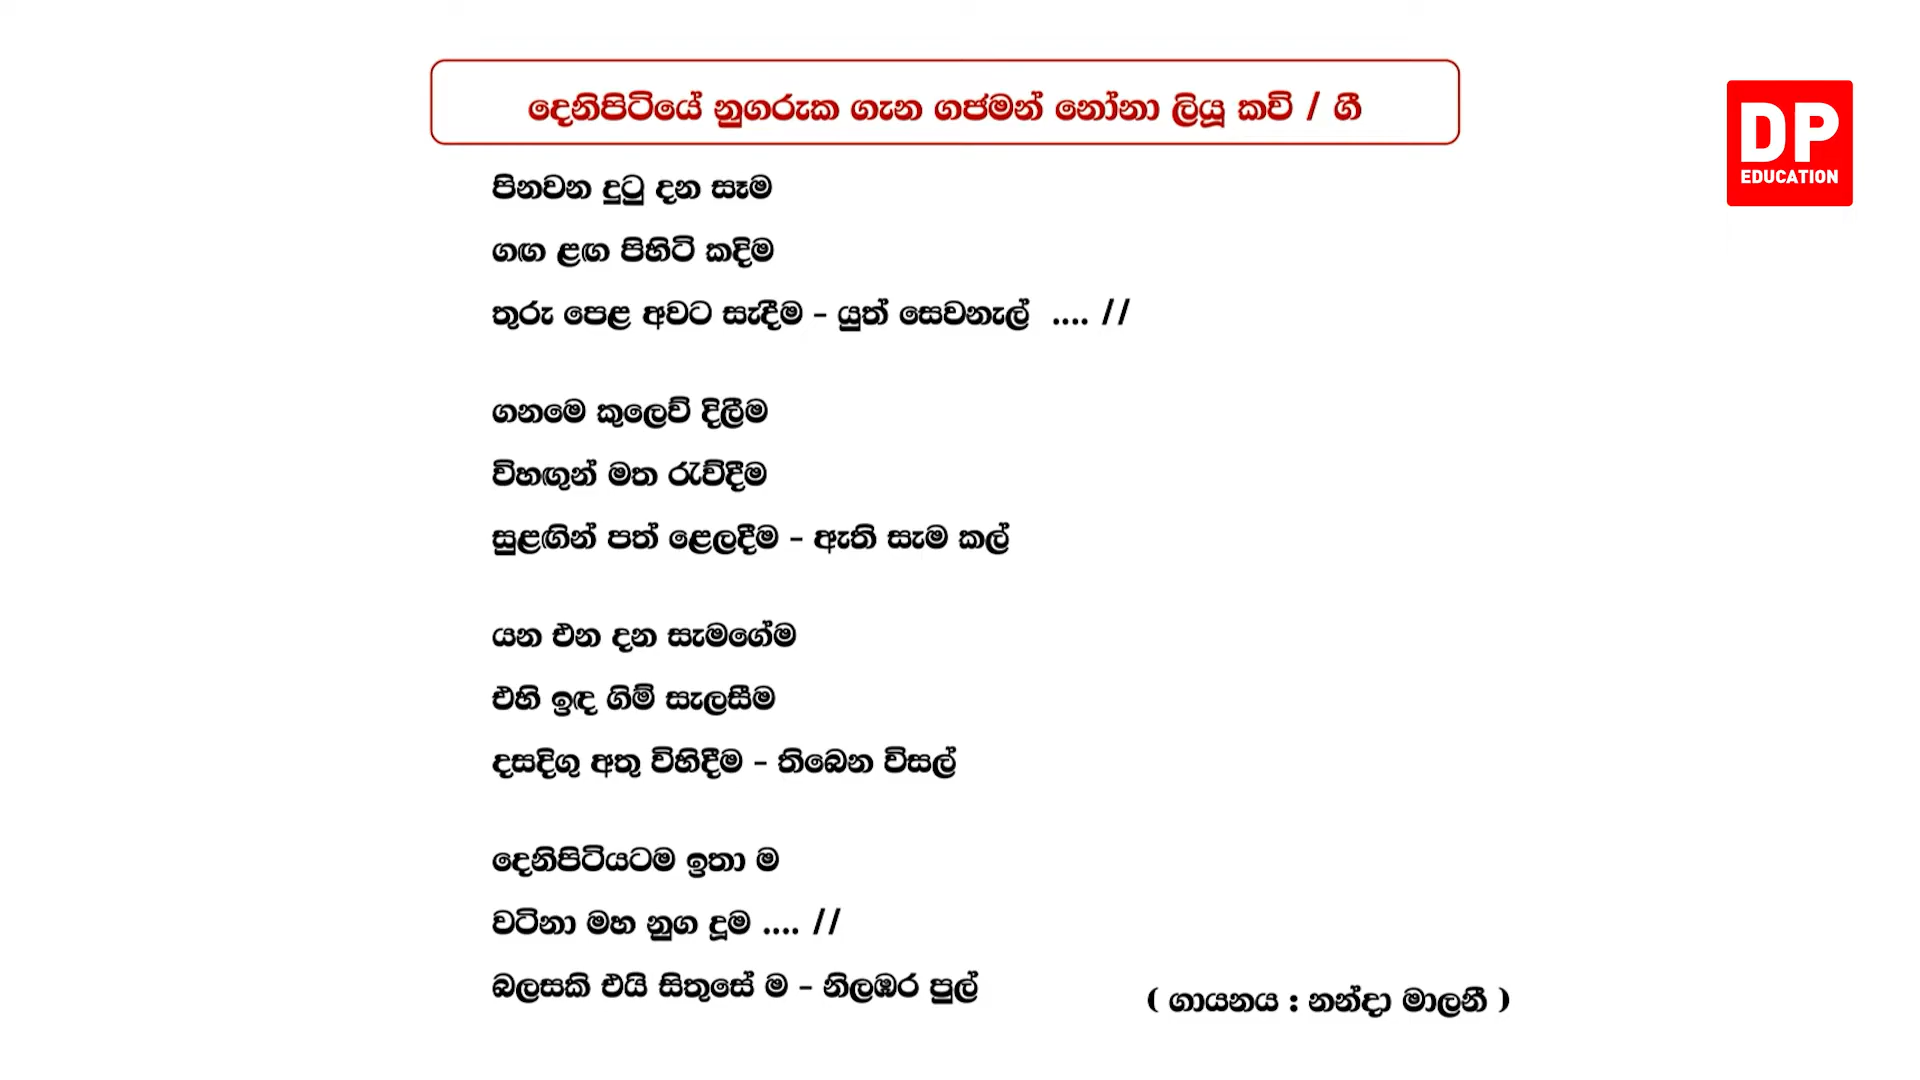 දෙනිපිටියේ නුගරුක ගැන ගජමන් නෝනා ලියූ කවි / ගී
DP
EDUCATION
පිනවන දුටු දන සෑම
ගඟ ළඟ පිහිටි කදිම
තුරු පෙළ අවට සැදීම - යුත් සෙවනැල් .... //
ගනමෙ කුලෙව් දිලීම
විහඟුන් මත රැව්දීම
සුළඟින් පත් ළෙලදීම - ඇති සැම කල්
යන එන දන සැමගේම
එහි ඉඳ ගිම් සැලසීම
දසදිගු අතු විහිදීම - තිබෙන විසල්
දෙනිපිටියටම ඉතා ම
වටිනා මහ නුග දූම .... //
බලසකි එයි සිතුසේ ම - නිලඹර පුල්
( ගායනය : නන්දා මාලනී )